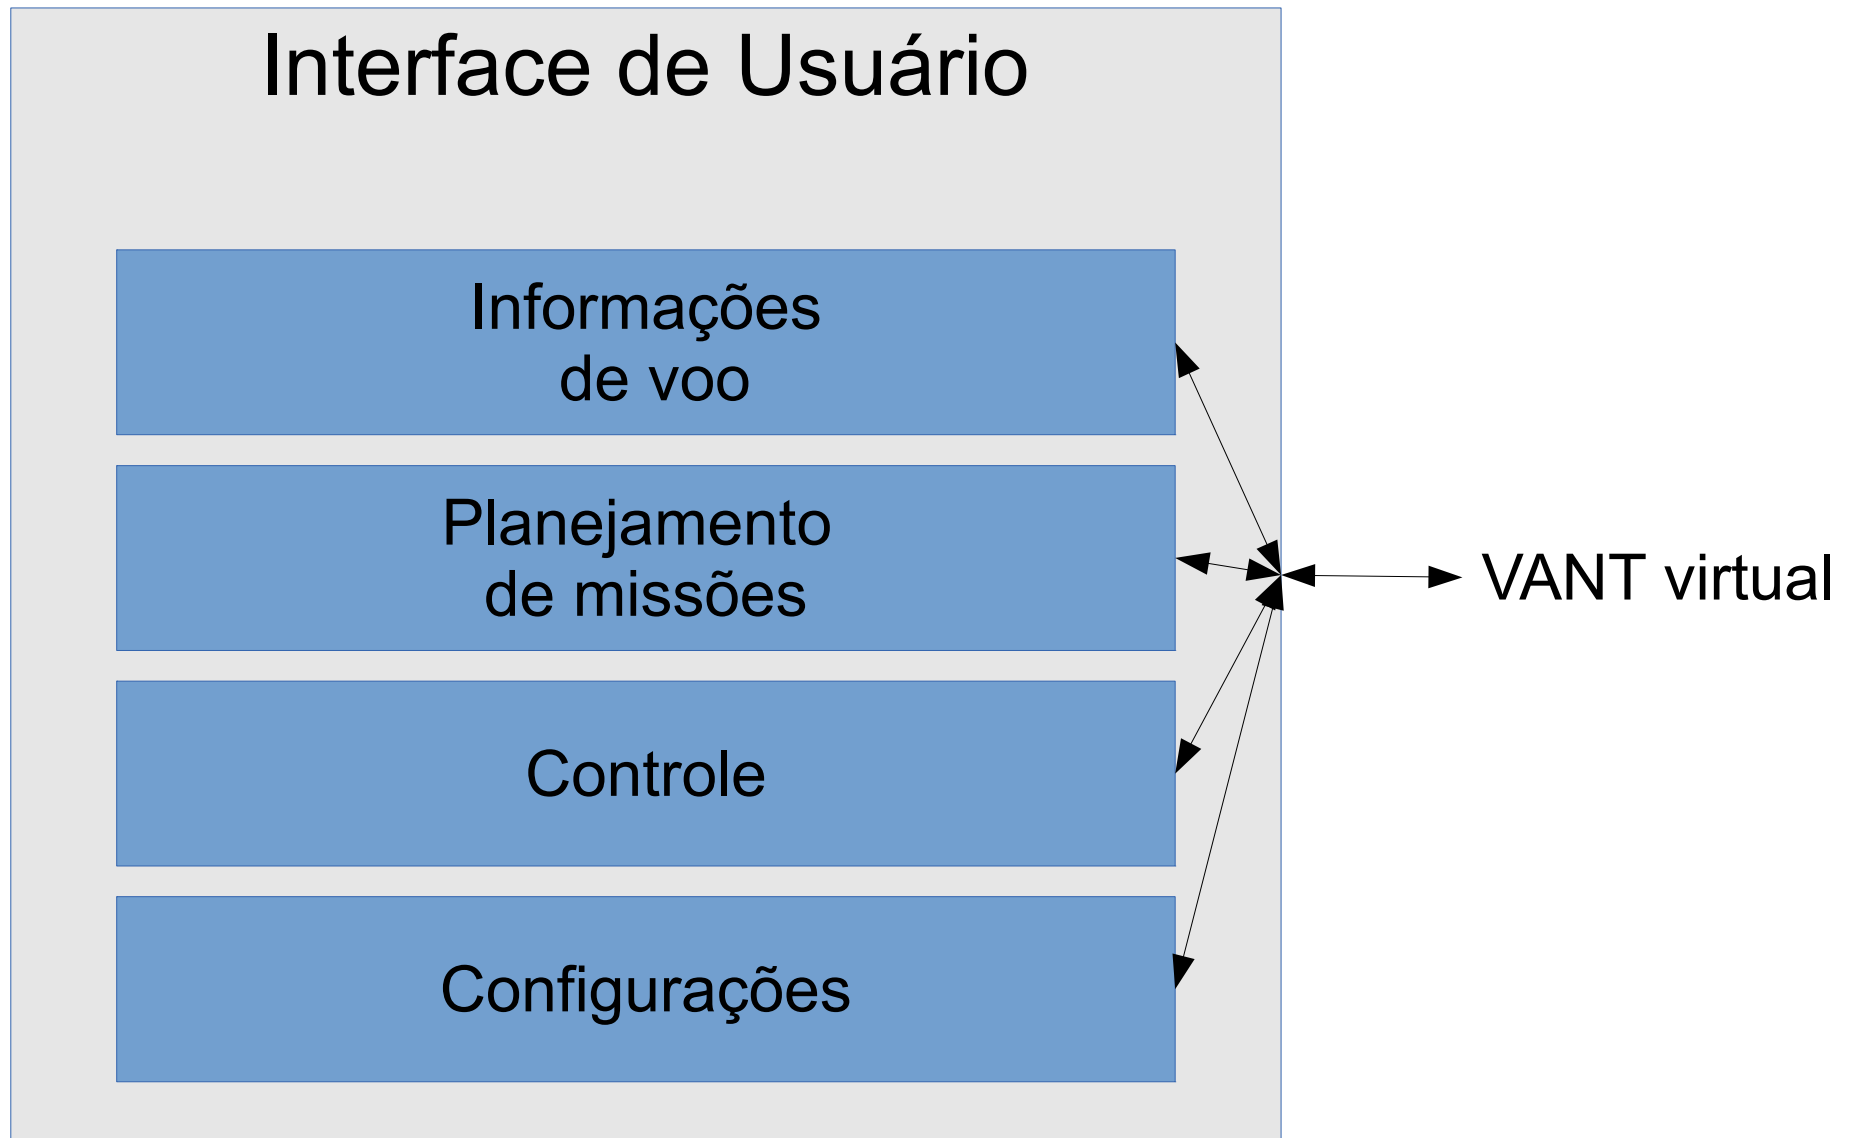 Interface de Usuário
Informações
de voo
Planejamento
de missões
VANT virtual
Controle
Configurações